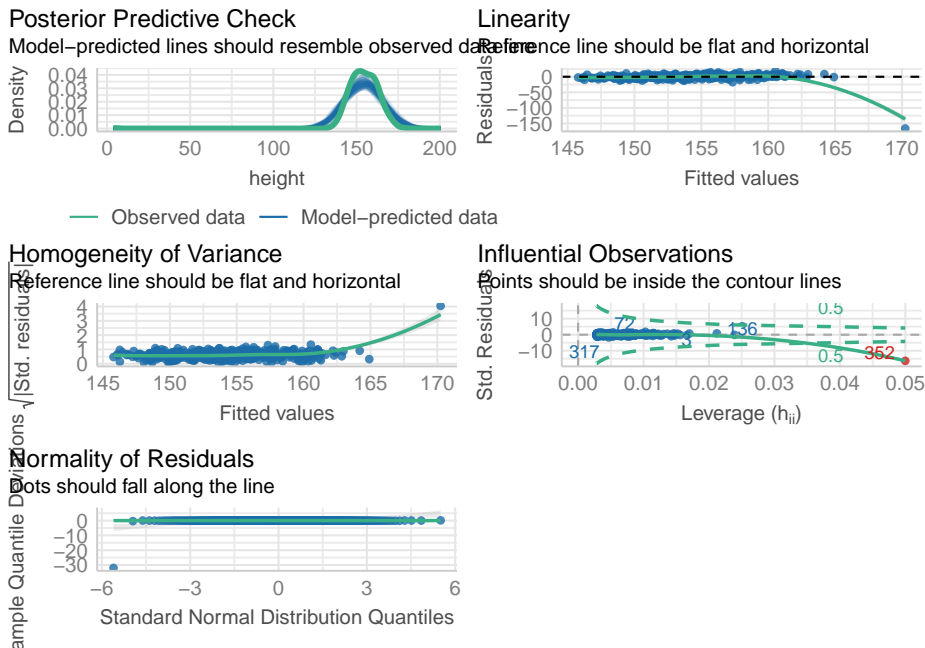 Posterior Predictive Check
Model−predicted lines should resemble observed data line
Density
0.04
0.03
0.02
0.01
0.00
0 50 100 150 200
height
Observed data Model−predicted data
Linearity
Reference line should be flat and horizontal
Residuals
0
−50
−100
−150
145 150 155 160 165 170
Fitted values
Homogeneity of Variance
Reference line should be flat and horizontal
√|Std. residuals|
4
3
2
1
0
145 150 155 160 165 170
Fitted values
Influential Observations
Points should be inside the contour lines
Std. Residuals
10
0
−10
0.5
72
136
3
317
0.5
352
0.00 0.01 0.02 0.03 0.04 0.05
Leverage (hii)
Normality of Residuals
Dots should fall along the line
ample Quantile Deviations
0
−10
−20
−30
−6 −3 0 3 6
Standard Normal Distribution Quantiles